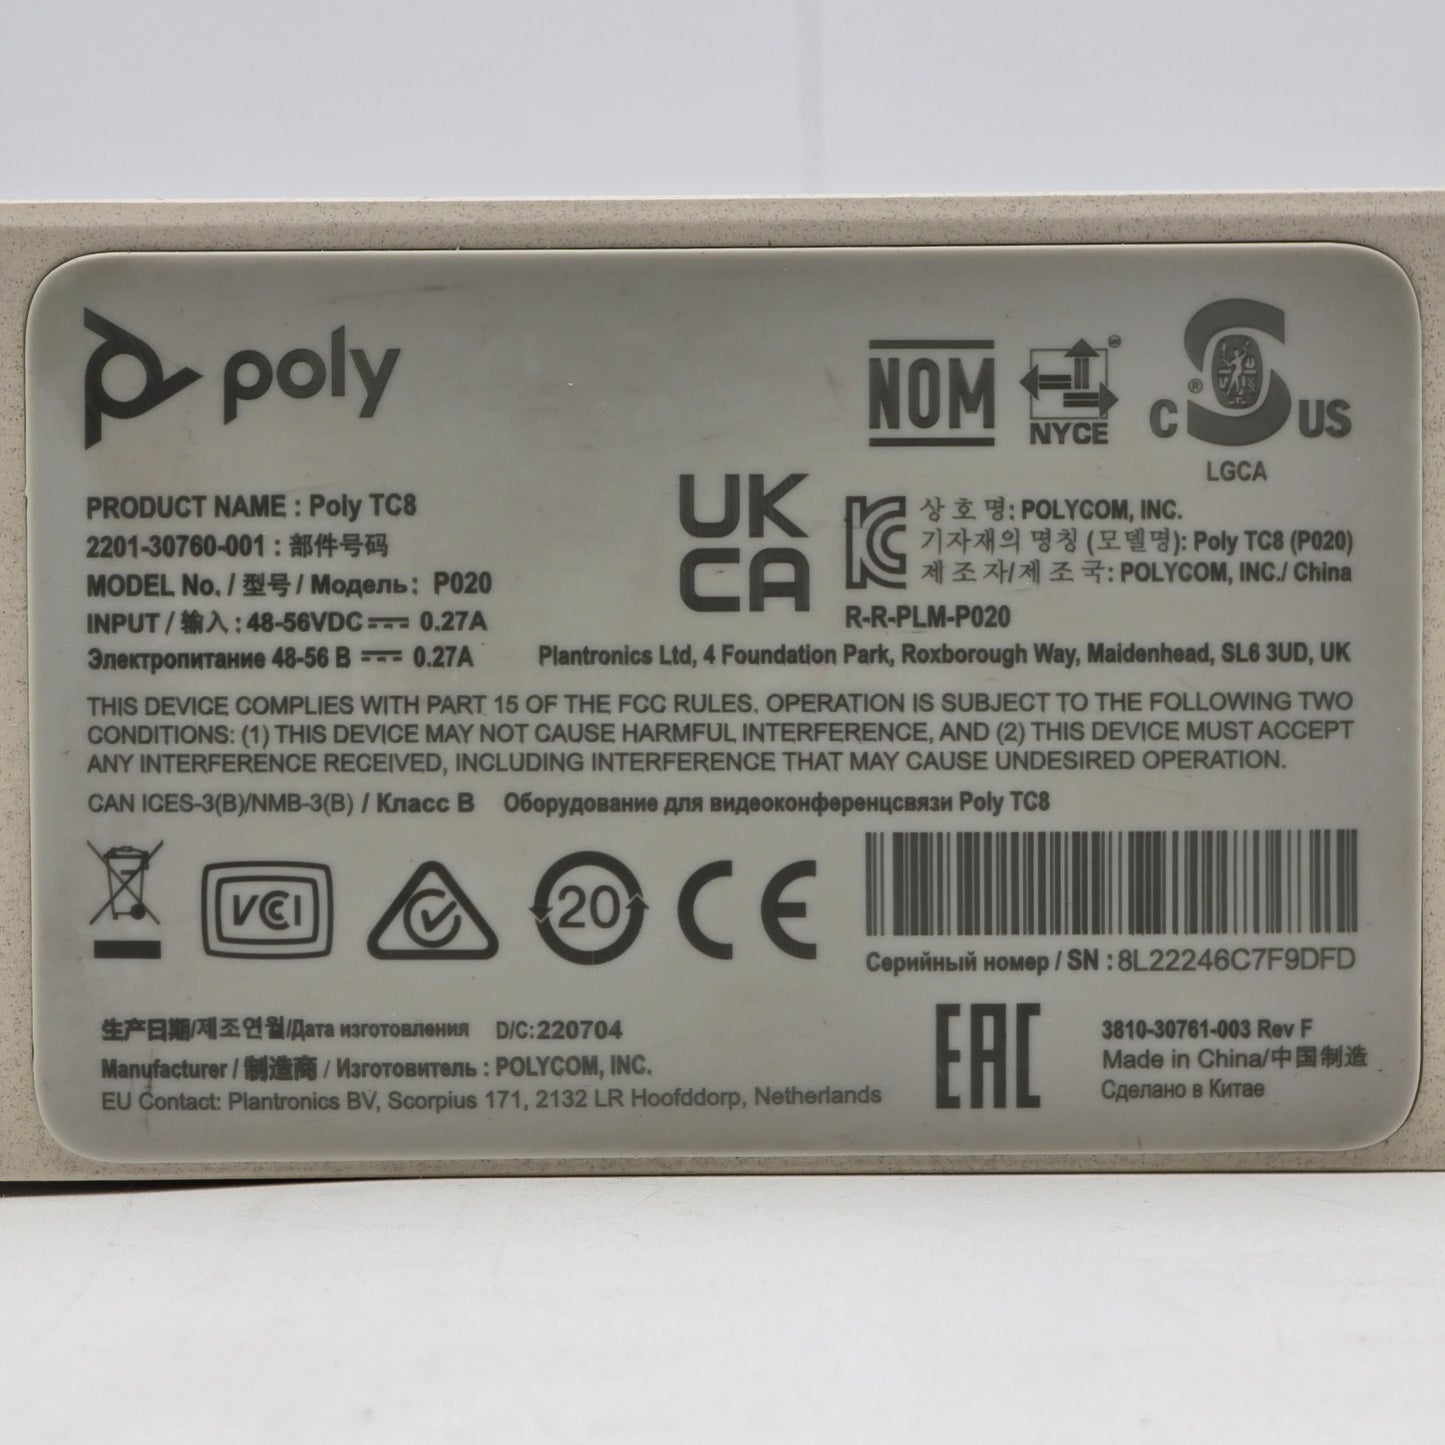 poly
NOM
NYCE
C US
LGCA
PRODUCT NAME : Poly TC8
2201-30760-001 : 部件号码
MODEL No. / 型号 / Модель: P020
INPUT / 输入 : 48-56VDC 0.27A
Электропитание 48-56 В 0.27A
UK
CA
상 호 명: POLYCOM, INC.
기자재의 명칭 (모델명): Poly TC8 (P020)
제 조 자/제 조 국: POLYCOM, INC./ China
R-R-PLM-P020
Plantronics Ltd, 4 Foundation Park, Roxborough Way, Maidenhead, SL6 3UD, UK
THIS DEVICE COMPLIES WITH PART 15 OF THE FCC RULES. OPERATION IS SUBJECT TO THE FOLLOWING TWO
CONDITIONS: (1) THIS DEVICE MAY NOT CAUSE HARMFUL INTERFERENCE, AND (2) THIS DEVICE MUST ACCEPT
ANY INTERFERENCE RECEIVED, INCLUDING INTERFERENCE THAT MAY CAUSE UNDESIRED OPERATION.
CAN ICES-3(B)/NMB-3(B) / Класс B Оборудование для видеоконференцсвязи Poly TC8
VCCI
20
CE
Серийный номер / SN : 8L22246C7F9DFD
生产日期/제조연월/Дата изготовления D/C: 220704
Manufacturer / 制造商 / Изготовитель : POLYCOM, INC.
EU Contact: Plantronics BV, Scorpius 171, 2132 LR Hoofddorp, Netherlands
EAC
3810-30761-003 Rev F
Made in China/中国制造
Сделано в Китае